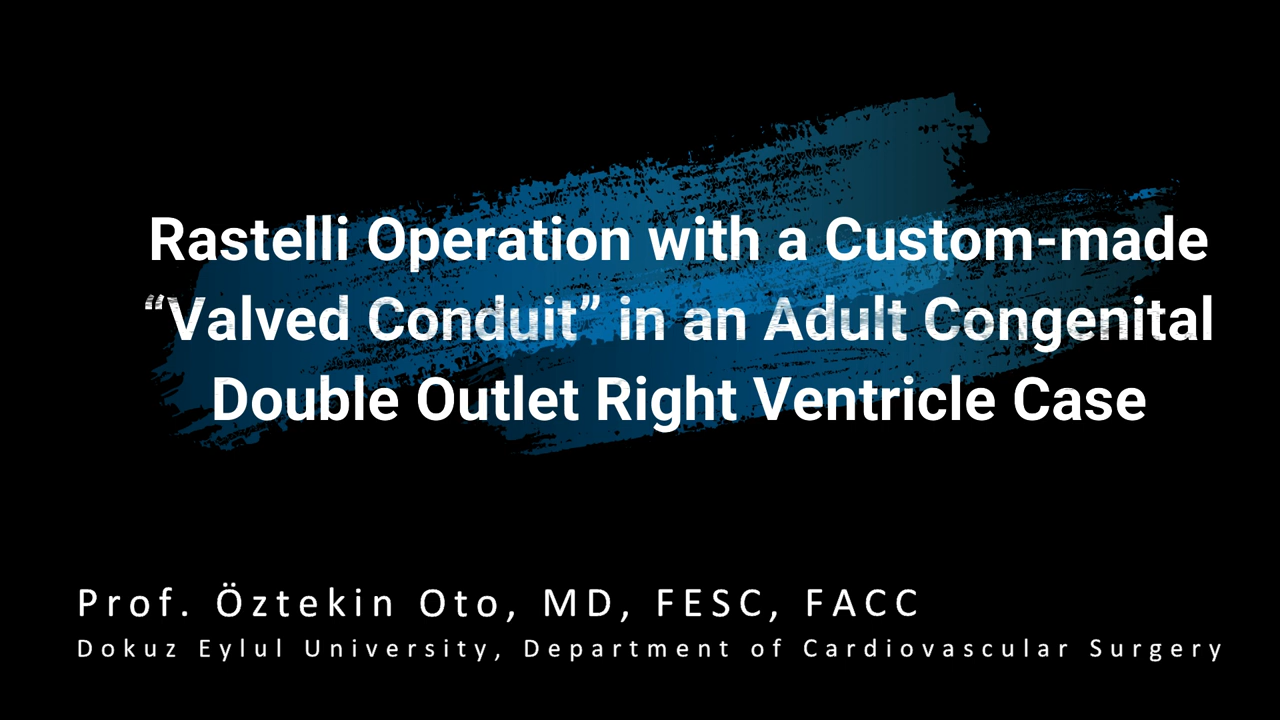 Rastelli Operation with a Custom-made
“Valved Conduit” in an Adult Congenital
Double Outlet Right Ventricle Case
Prof. Öztekin Oto, MD, FESC, FACC
Dokuz Eylul University, Department of Cardiovascular Surgery